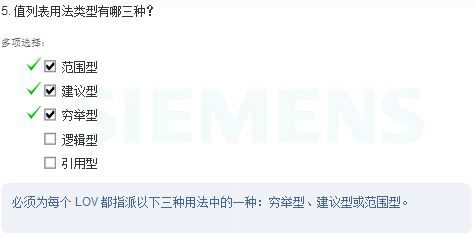 5. 值列表用法类型有哪三种？
多项选择：
范围型
建议型
穷举型
逻辑型
引用型
SIEMENS
必须为每个 LOV 都指派以下三种用法中的一种：穷举型、建议型或范围型。